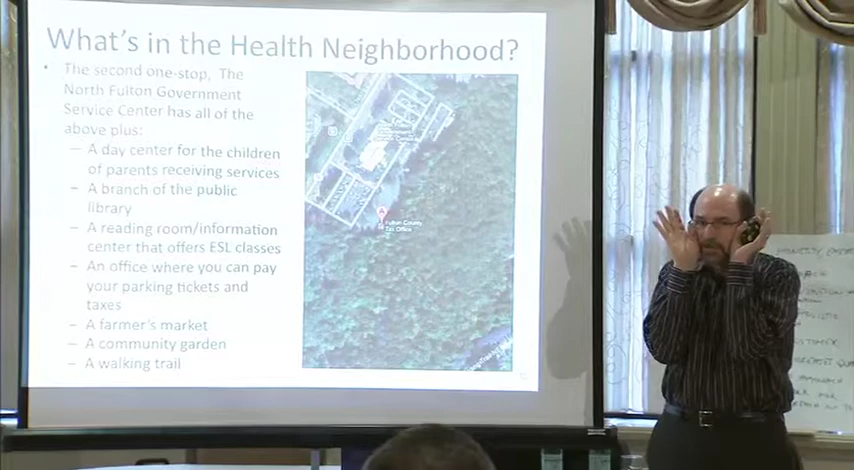 What's in the Health Neighborhood?
• The second one-stop, The
North Fulton Government
Service Center has all of the
above plus:
– A day center for the children
of parents receiving services
– A branch of the public
library
– A reading room/information
center that offers ESL classes
– An office where you can pay
your parking tickets and
taxes
– A farmer's market
– A community garden
– A walking trail
A
Fulton County
Tax Office